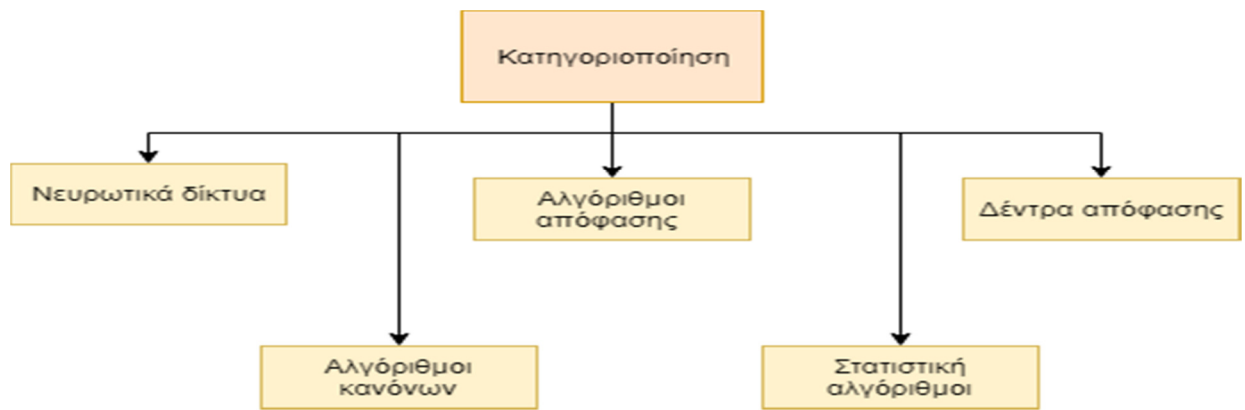 Κατηγοριοποίηση
Νευρωτικά δίκτυα
Αλγόριθμοι
απόφασης
Δέντρα απόφασης
Αλγόριθμοι
κανόνων
Στατιστική
αλγόριθμοι